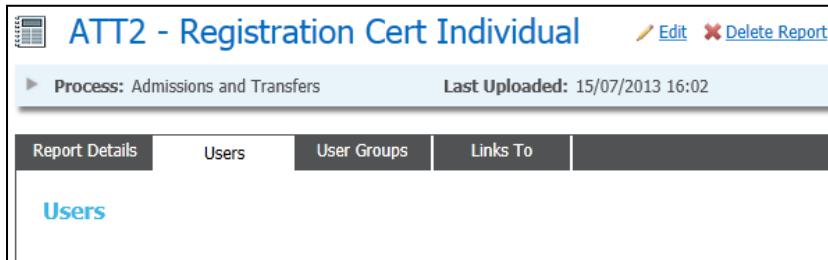 ATT2 - Registration Cert Individual Edit Delete Report
Process: Admissions and Transfers Last Uploaded: 15/07/2013 16:02
Report Details Users User Groups Links To
Users